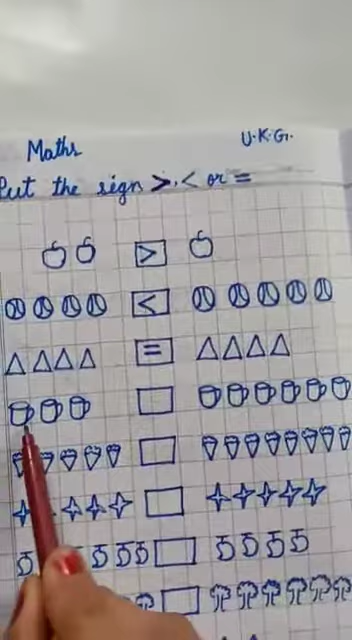 Maths
U.K.G.
Put the sign >, < or =
>
<
=